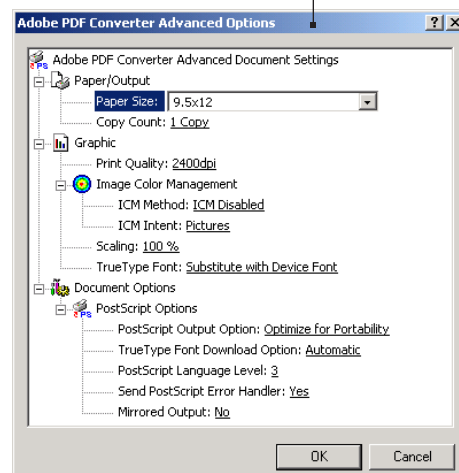 Adobe PDF Converter Advanced Options
Adobe PDF Converter Advanced Document Settings
Paper/Output
Paper Size: 9.5x12
Copy Count: 1 Copy
Graphic
Print Quality: 2400dpi
Image Color Management
ICM Method: ICM Disabled
ICM Intent: Pictures
Scaling: 100 %
TrueType Font: Substitute with Device Font
Document Options
PostScript Options
PostScript Output Option: Optimize for Portability
TrueType Font Download Option: Automatic
PostScript Language Level: 3
Send PostScript Error Handler: Yes
Mirrored Output: No
OK Cancel